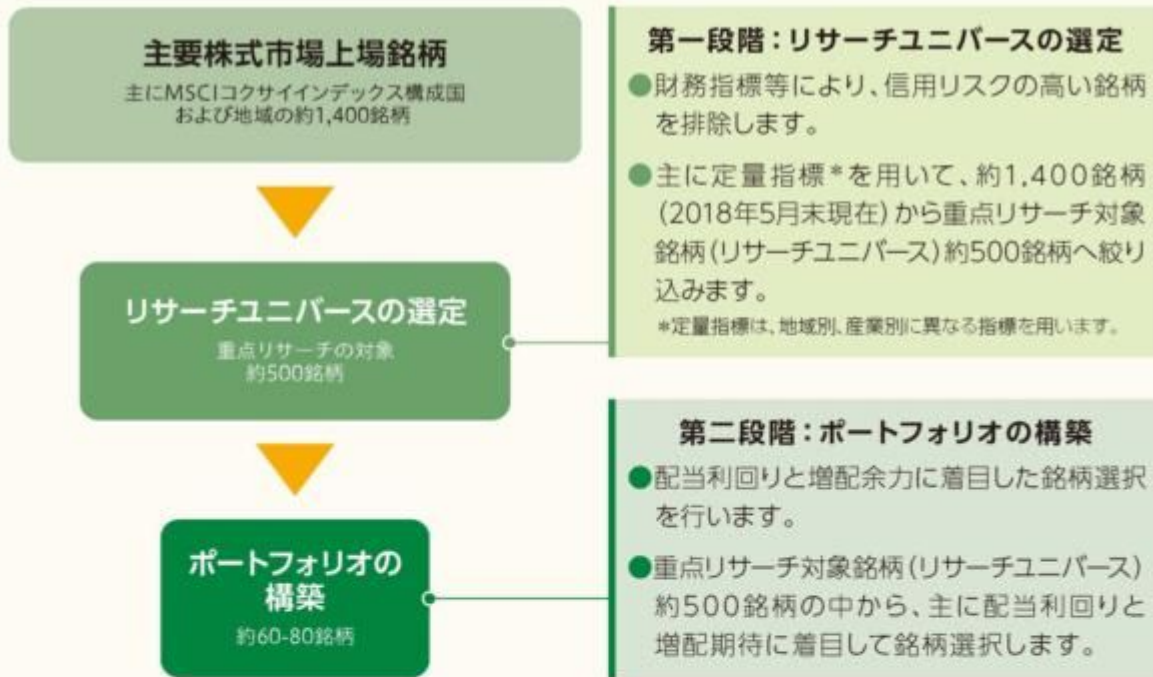 主要株式市場上場銘柄
主にMSCIコクサイインデックス構成国
および地域の約1,400銘柄
リサーチユニバースの選定
重点リサーチの対象
約500銘柄
ポートフォリオの
構築
約60-80銘柄
第一段階：リサーチユニバースの選定
●財務指標等により、信用リスクの高い銘柄
を排除します。
●主に定量指標*を用いて、約1,400銘柄
(2018年5月末現在)から重点リサーチ対象
銘柄(リサーチユニバース)約500銘柄へ絞り
込みます。
*定量指標は、地域別、産業別に異なる指標を用います。
第二段階：ポートフォリオの構築
●配当利回りと増配余力に着目した銘柄選択
を行います。
●重点リサーチ対象銘柄(リサーチユニバース)
約500銘柄の中から、主に配当利回りと
増配期待に着目して銘柄選択します。